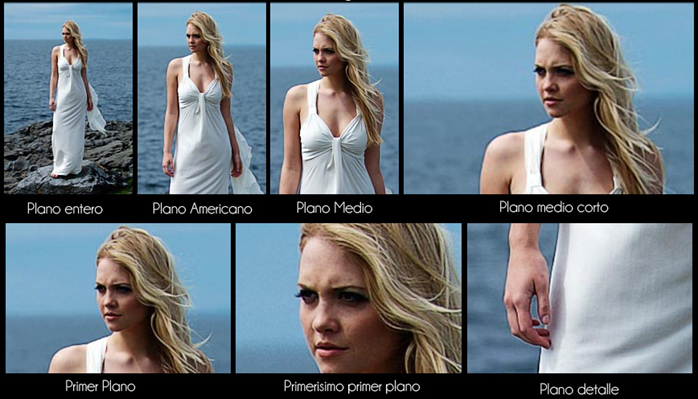 Plano entero
Plano Americano
Plano Medio
Plano medio corto
Primer Plano
Primerisimo primer plano
Plano detalle